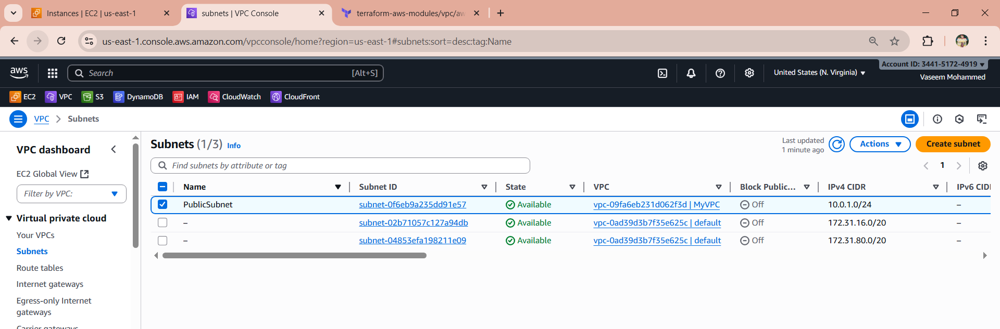 Instances | EC2 | us-east-1
subnets | VPC Console
terraform-aws-modules/vpc/aw
us-east-1.console.aws.amazon.com/vpcconsole/home?region=us-east-1#subnets:sort=desc:tag:Name
aws
Search
[Alt+S]
United States (N. Virginia)
Account ID: 3441-5172-4919
Vaseem Mohammed
EC2
VPC
S3
DynamoDB
IAM
CloudWatch
CloudFront
VPC > Subnets
VPC dashboard
EC2 Global View
Filter by VPC:
Virtual private cloud
Your VPCs
Subnets
Route tables
Internet gateways
Egress-only Internet
gateways
Carrier gateways
Subnets (1/3) Info
Last updated
1 minute ago
Actions
Create subnet
Find subnets by attribute or tag
1
Name Subnet ID State VPC Block Public... IPv4 CIDR IPv6 CID
PublicSubnet subnet-0f6eb9a235dd91e57 Available vpc-09fa6eb231d062f3d | MyVPC Off 10.0.1.0/24 –
– subnet-02b71057c127a94db Available vpc-0ad39d3b7f35e625c | default Off 172.31.16.0/20 –
– subnet-04853efa198211e09 Available vpc-0ad39d3b7f35e625c | default Off 172.31.80.0/20 –